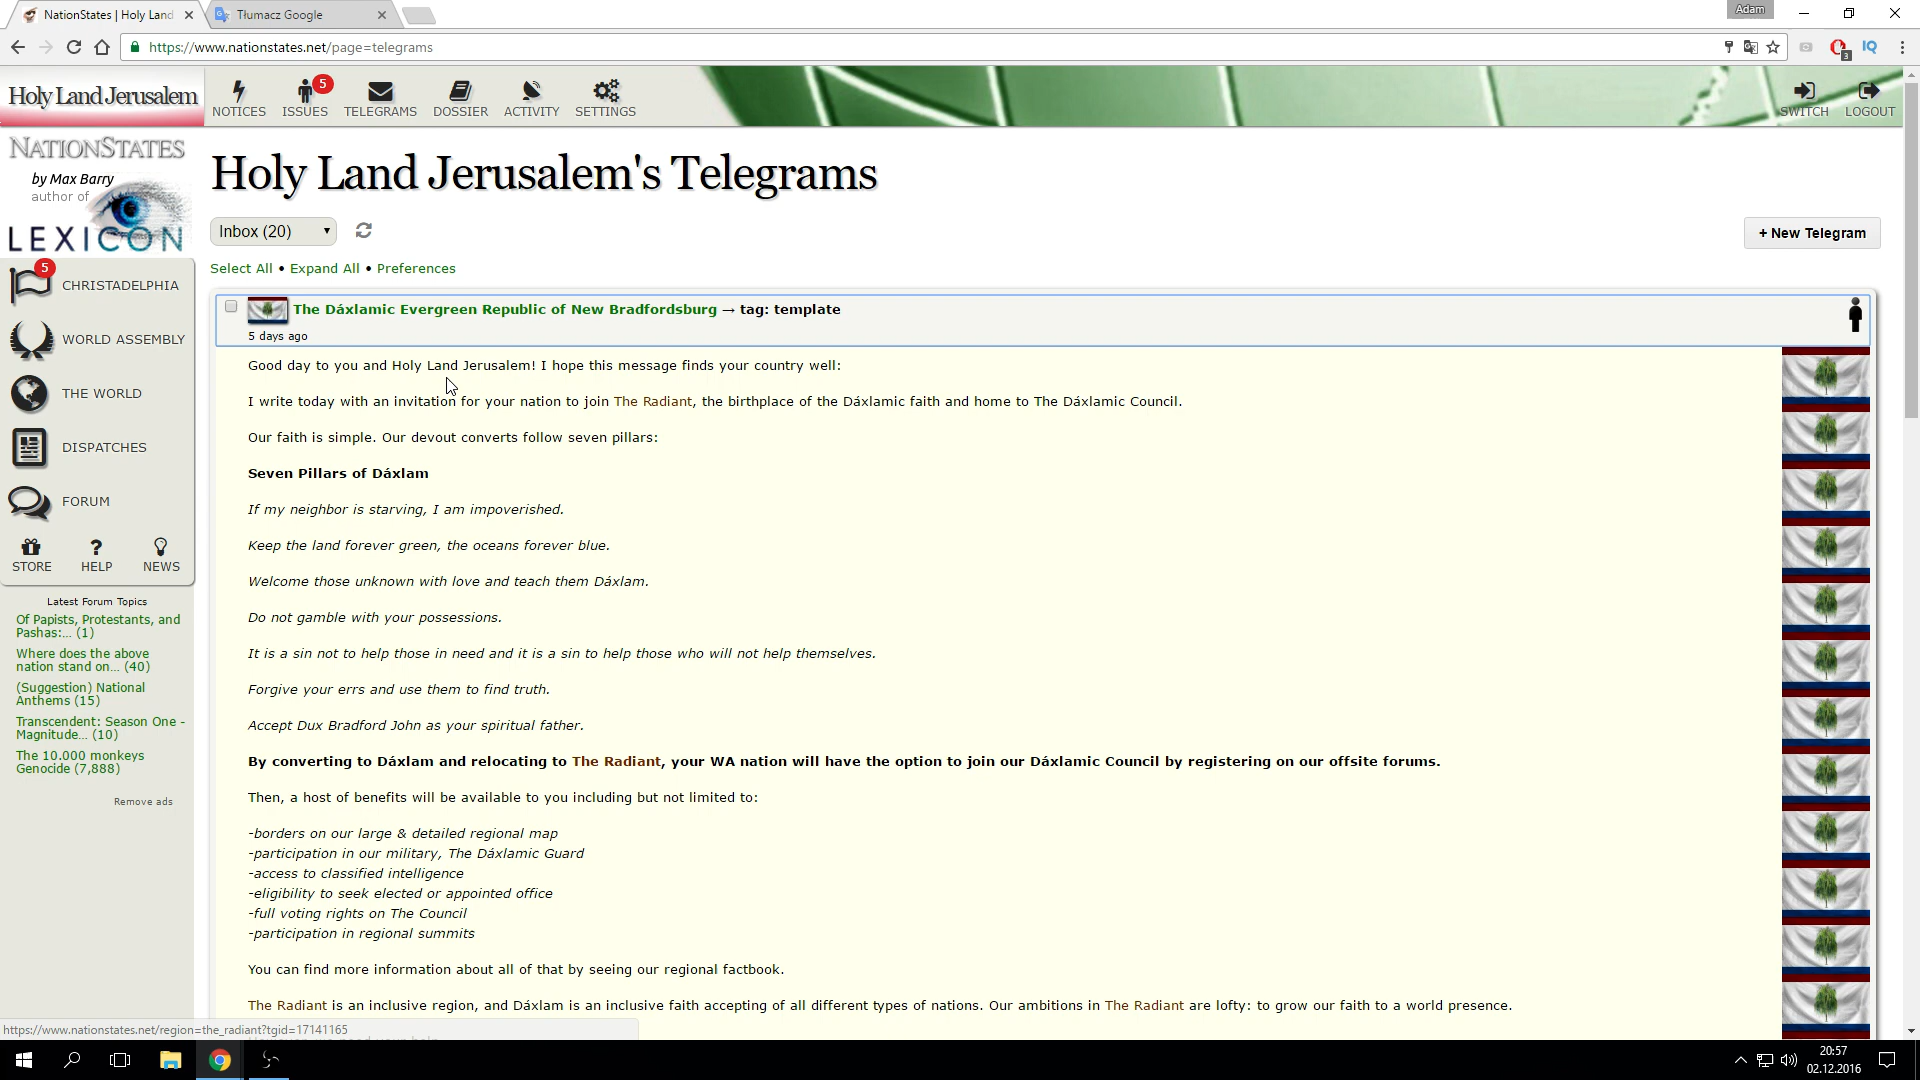 NationStates | Holy Land
Tłumacz Google
Adam
https://www.nationstates.net/page=telegrams
3
IQ
Holy Land Jerusalem
NOTICES
5
ISSUES
TELEGRAMS
DOSSIER
ACTIVITY
SETTINGS
SWITCH
LOGOUT
NATIONSTATES
by Max Barry
author of
LEXICON
5
CHRISTADELPHIA
WORLD ASSEMBLY
THE WORLD
DISPATCHES
FORUM
STORE
HELP
NEWS
Latest Forum Topics
Of Papists, Protestants, and
Pashas:... (1)
Where does the above
nation stand on... (40)
(Suggestion) National
Anthems (15)
Transcendent: Season One -
Magnitude... (10)
The 10.000 monkeys
Genocide (7,888)
Remove ads
Holy Land Jerusalem's Telegrams
Inbox (20)
+ New Telegram
Select All • Expand All • Preferences
The Dáxlamic Evergreen Republic of New Bradfordsburg → tag: template
5 days ago
Good day to you and Holy Land Jerusalem! I hope this message finds your country well:
I write today with an invitation for your nation to join The Radiant, the birthplace of the Dáxlamic faith and home to The Dáxlamic Council.
Our faith is simple. Our devout converts follow seven pillars:
Seven Pillars of Dáxlam
If my neighbor is starving, I am impoverished.
Keep the land forever green, the oceans forever blue.
Welcome those unknown with love and teach them Dáxlam.
Do not gamble with your possessions.
It is a sin not to help those in need and it is a sin to help those who will not help themselves.
Forgive your errs and use them to find truth.
Accept Dux Bradford John as your spiritual father.
By converting to Dáxlam and relocating to The Radiant, your WA nation will have the option to join our Dáxlamic Council by registering on our offsite forums.
Then, a host of benefits will be available to you including but not limited to:
-borders on our large & detailed regional map
-participation in our military, The Dáxlamic Guard
-access to classified intelligence
-eligibility to seek elected or appointed office
-full voting rights on The Council
-participation in regional summits
You can find more information about all of that by seeing our regional factbook.
The Radiant is an inclusive region, and Dáxlam is an inclusive faith accepting of all different types of nations. Our ambitions in The Radiant are lofty: to grow our faith to a world presence.
https://www.nationstates.net/region=the_radiant?tgid=17141165
20:57
02.12.2016